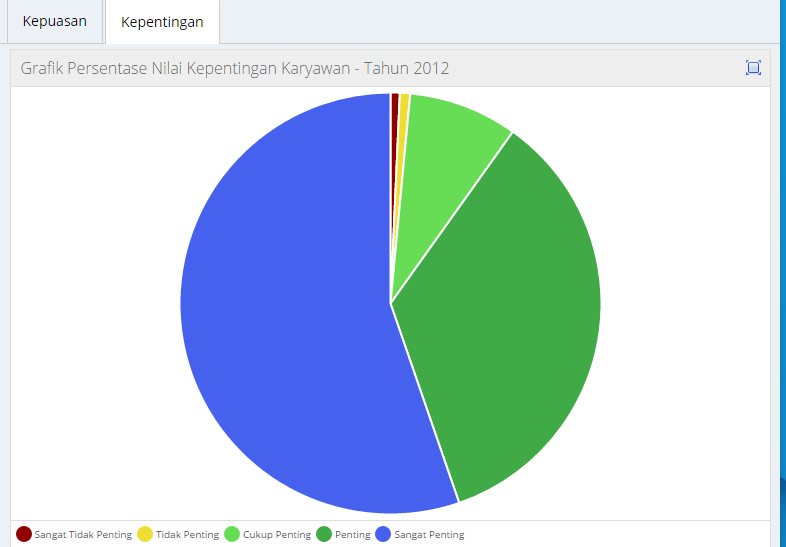 Kepuasan
Kepentingan
Grafik Persentase Nilai Kepentingan Karyawan - Tahun 2012
Sangat Tidak Penting
Tidak Penting
Cukup Penting
Penting
Sangat Penting